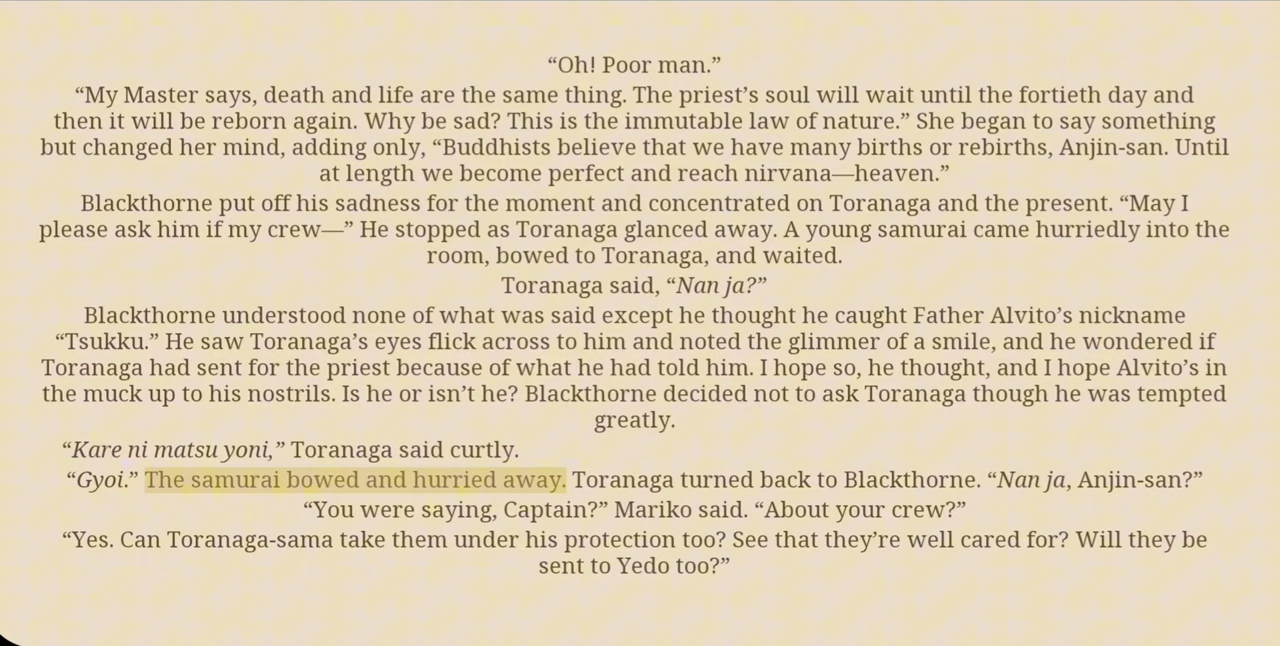 “Oh! Poor man.”
“My Master says, death and life are the same thing. The priest’s soul will wait until the fortieth day and
then it will be reborn again. Why be sad? This is the immutable law of nature.” She began to say something
but changed her mind, adding only, “Buddhists believe that we have many births or rebirths, Anjin-san. Until
at length we become perfect and reach nirvana—heaven.”
Blackthorne put off his sadness for the moment and concentrated on Toranaga and the present. “May I
please ask him if my crew—” He stopped as Toranaga glanced away. A young samurai came hurriedly into the
room, bowed to Toranaga, and waited.
Toranaga said, “Nan ja?”
Blackthorne understood none of what was said except he thought he caught Father Alvito’s nickname
“Tsukku.” He saw Toranaga’s eyes flick across to him and noted the glimmer of a smile, and he wondered if
Toranaga had sent for the priest because of what he had told him. I hope so, he thought, and I hope Alvito’s in
the muck up to his nostrils. Is he or isn’t he? Blackthorne decided not to ask Toranaga though he was tempted
greatly.
“Kare ni matsu yoni,” Toranaga said curtly.
“Gyoi.” The samurai bowed and hurried away. Toranaga turned back to Blackthorne. “Nan ja, Anjin-san?”
“You were saying, Captain?” Mariko said. “About your crew?”
“Yes. Can Toranaga-sama take them under his protection too? See that they’re well cared for? Will they be
sent to Yedo too?”